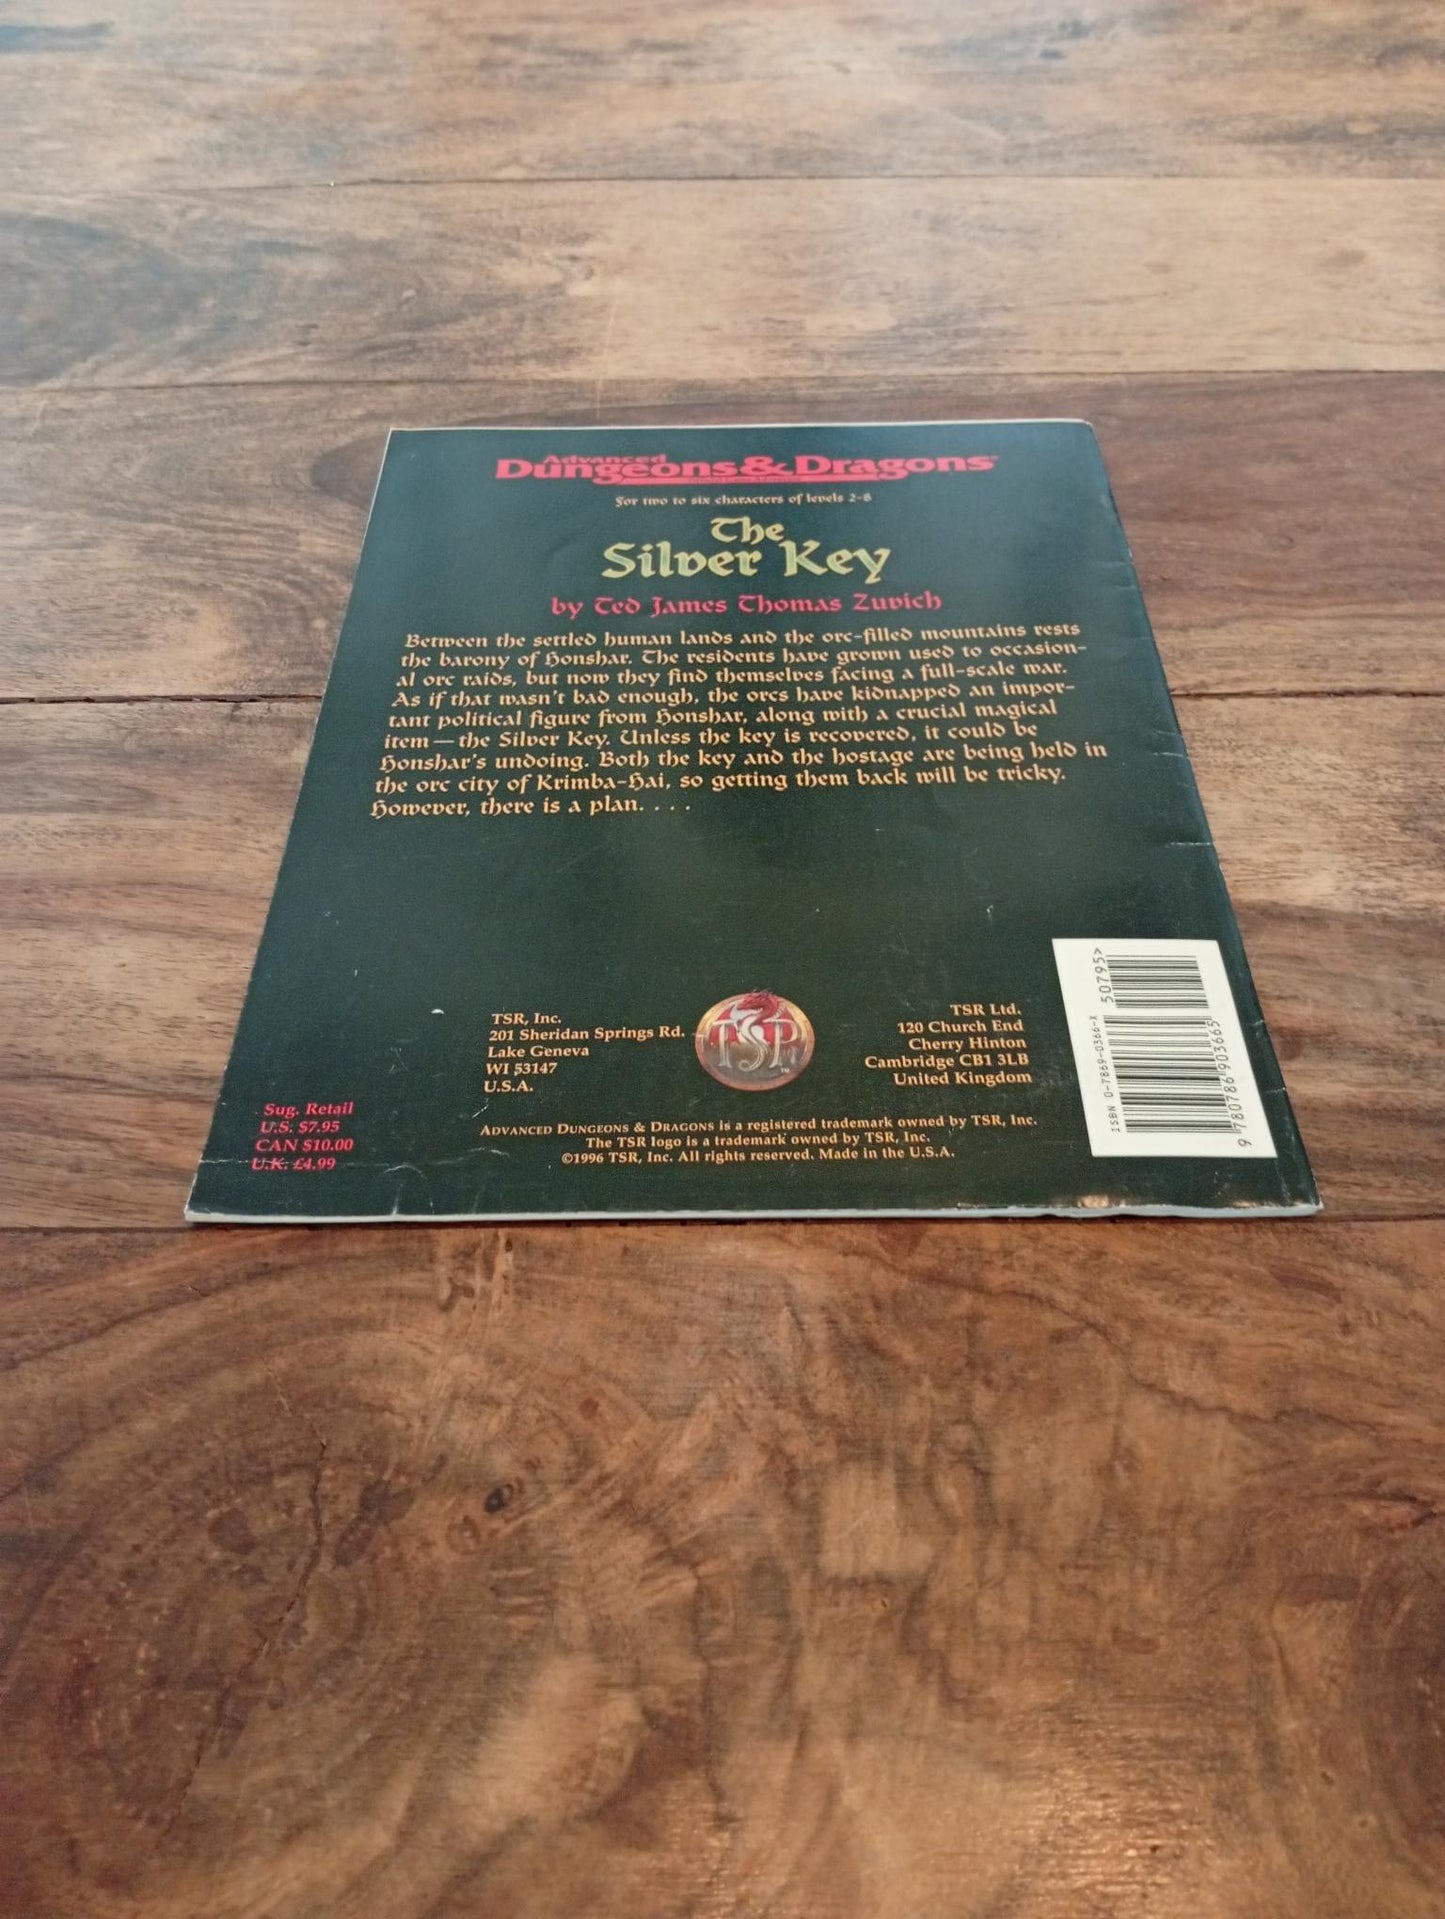 Advanced
Dungeons & Dragons®
Official Game Adventure
For two to six characters of levels 2-8
The
Silver Key
by Ted James Thomas Zuvich
Between the settled human lands and the orc-filled mountains rests
the barony of Honshar. The residents have grown used to occasion-
al orc raids, but now they find themselves facing a full-scale war.
As if that wasn't bad enough, the orcs have kidnapped an impor-
tant political figure from Honshar, along with a crucial magical
item—the Silver Key. Unless the key is recovered, it could be
Honshar's undoing. Both the key and the hostage are being held in
the orc city of Krimba-Hai, so getting them back will be tricky.
However, there is a plan. . . .
TSR, Inc.
201 Sheridan Springs Rd.
Lake Geneva
WI 53147
U.S.A.
TSR
™
TSR Ltd.
120 Church End
Cherry Hinton
Cambridge CB1 3LB
United Kingdom
Sug. Retail
U.S. $7.95
CAN $10.00
U.K. £4.99
ADVANCED DUNGEONS & DRAGONS is a registered trademark owned by TSR, Inc.
The TSR logo is a trademark owned by TSR, Inc.
©1996 TSR, Inc. All rights reserved. Made in the U.S.A.
ISBN 0-7869-0366-X
50795>
9 780786 903665